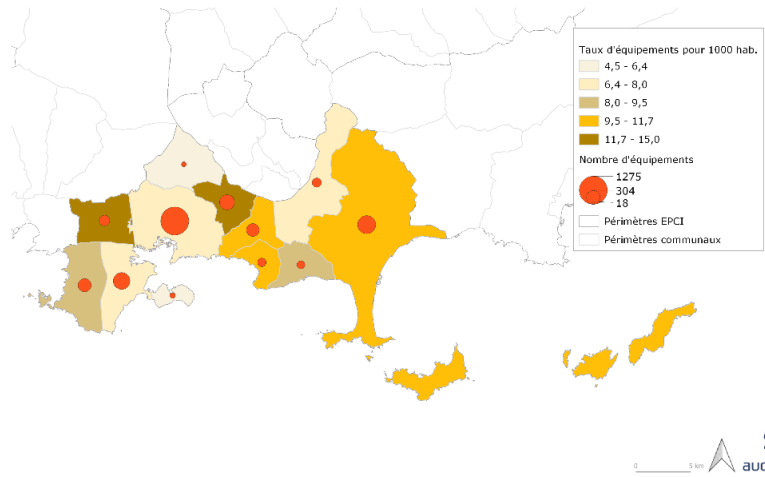 Taux d'équipements pour 1000 hab.
4,5 - 6,4
6,4 - 8,0
8,0 - 9,5
9,5 - 11,7
11,7 - 15,0
Nombre d'équipements
1275
304
18
Périmètres EPCI
Périmètres communaux
0 5 km